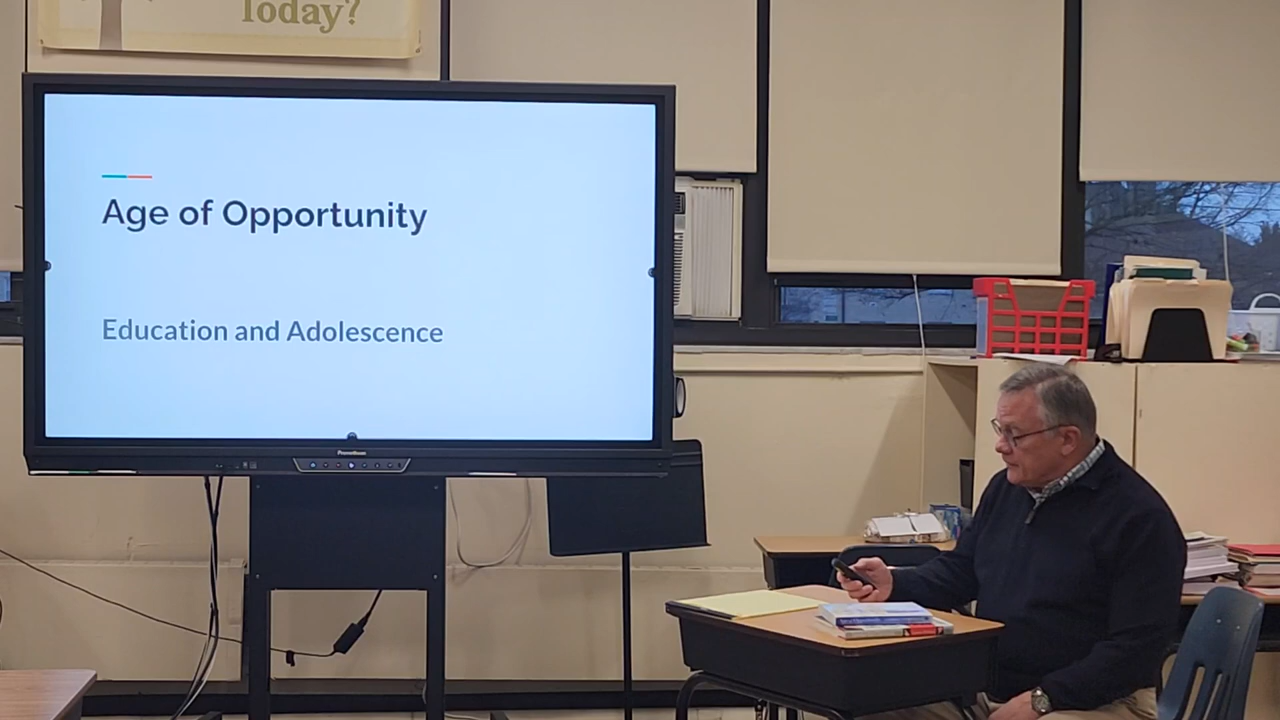 Today?
Age of Opportunity
Education and Adolescence
Promethean